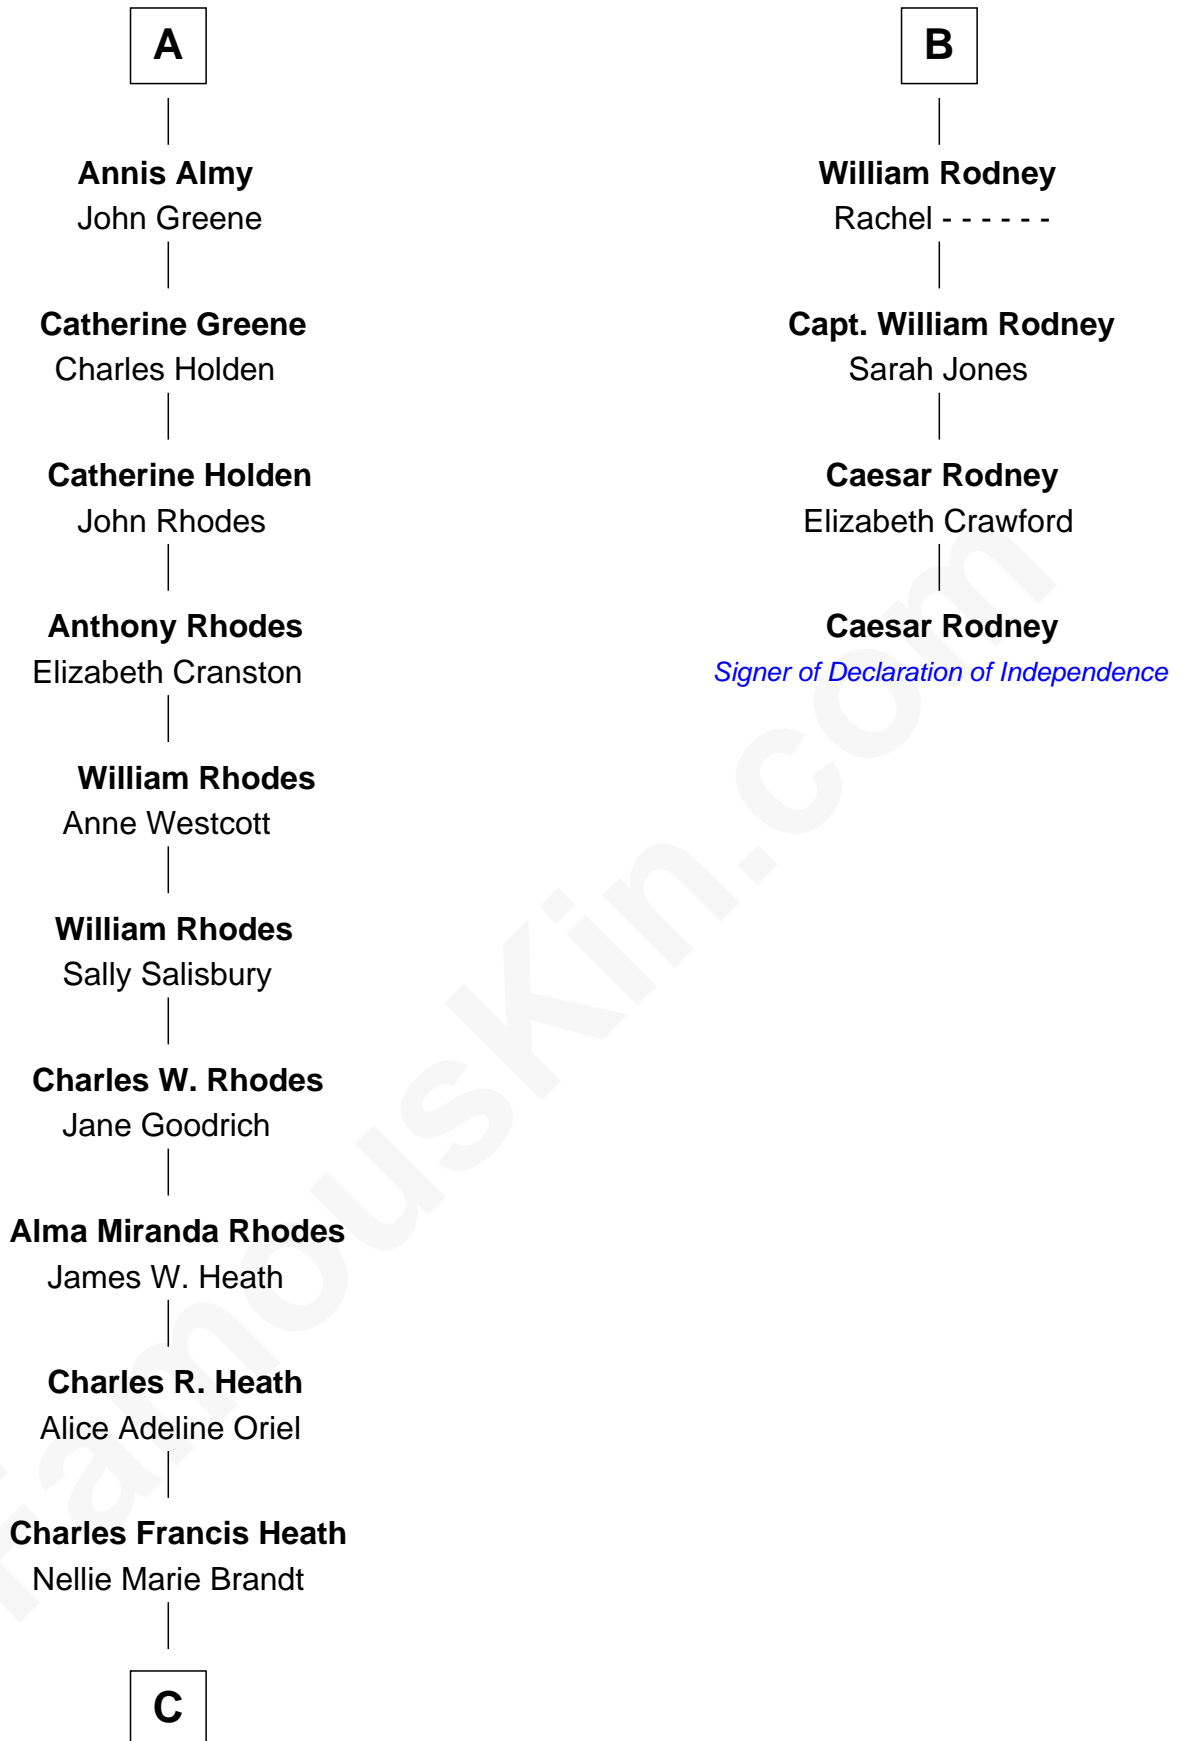 A
Annis Almy
John Greene
Catherine Greene
Charles Holden
Catherine Holden
John Rhodes
Anthony Rhodes
Elizabeth Cranston
William Rhodes
Anne Westcott
William Rhodes
Sally Salisbury
Charles W. Rhodes
Jane Goodrich
Alma Miranda Rhodes
James W. Heath
Charles R. Heath
Alice Adeline Oriel
Charles Francis Heath
Nellie Marie Brandt
C
B
William Rodney
Rachel - - - - - -
Capt. William Rodney
Sarah Jones
Caesar Rodney
Elizabeth Crawford
Caesar Rodney
Signer of Declaration of Independence
FamousKin.com